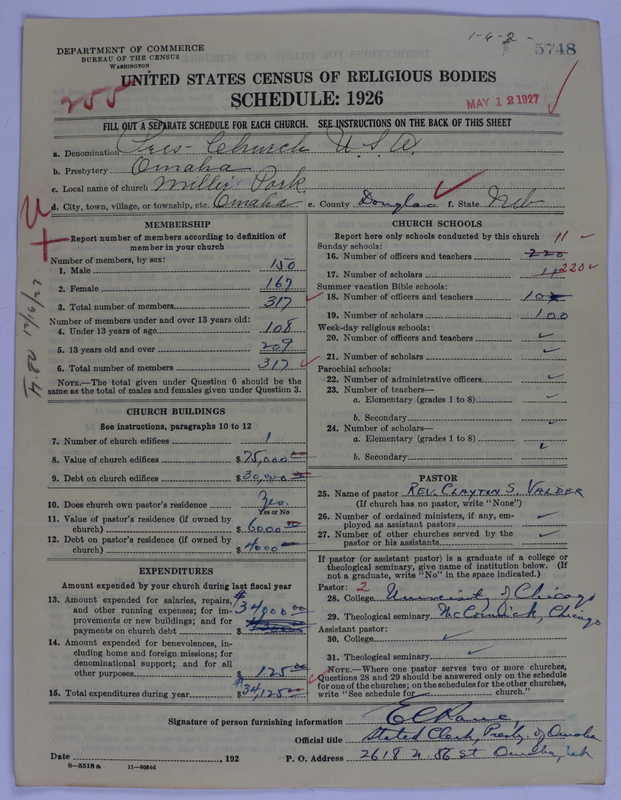 1-6-2-
5748
DEPARTMENT OF COMMERCE
BUREAU OF THE CENSUS
WASHINGTON
UNITED STATES CENSUS OF RELIGIOUS BODIES
SCHEDULE: 1926
255
MAY 12 1927
FILL OUT A SEPARATE SCHEDULE FOR EACH CHURCH. SEE INSTRUCTIONS ON THE BACK OF THIS SHEET
a. Denomination Pres Church U.S.A.
b. Presbytery Omaha
c. Local name of church Miller Park
d. City, town, village, or township, etc. Omaha e. County Douglas f. State Neb
MEMBERSHIP
Report number of members according to definition of
member in your church
Number of members, by sex:
1. Male 150
2. Female 167
3. Total number of members 317
Number of members under and over 13 years old:
4. Under 13 years of age 108
5. 13 years old and over 209
6. Total number of members 317
NOTE.—The total given under Question 6 should be
same as the total of males and females given under Question 3.
CHURCH BUILDINGS
See instructions, paragraphs 10 to 12
7. Number of church edifices 1
8. Value of church edifices $75,000.00
9. Debt on church edifices $30,000.00
10. Does church own pastor's residence Yes.
Yes or No
11. Value of pastor's residence (if owned by
church) $6000.00
12. Debt on pastor's residence (if owned by
church) $4000.00
EXPENDITURES
Amount expended by your church during last fiscal year
13. Amount expended for salaries, repairs,
and other running expenses; for im-
provements or new buildings; and for
payments on church debt $34,000.00
14. Amount expended for benevolences, in-
cluding home and foreign missions; for
denominational support; and for all
other purposes $125.00
15. Total expenditures during year $34,125.00
CHURCH SCHOOLS
Report here only schools conducted by this church
Sunday schools: 11
16. Number of officers and teachers 220
17. Number of scholars 11 220
Summer vacation Bible schools:
18. Number of officers and teachers 10
19. Number of scholars 100
Week-day religious schools:
20. Number of officers and teachers
21. Number of scholars
Parochial schools:
22. Number of administrative officers
23. Number of teachers—
a. Elementary (grades 1 to 8)
b. Secondary
24. Number of scholars—
a. Elementary (grades 1 to 8)
b. Secondary
PASTOR
25. Name of pastor REV. CLAYTON S. VALDER
(If church has no pastor, write "None")
26. Number of ordained ministers, if any, em-
ployed as assistant pastors
27. Number of other churches served by the
pastor or his assistants
If pastor (or assistant pastor) is a graduate of a college or
theological seminary, give name of institution below. (If
not a graduate, write "No" in the space indicated.)
Pastor: 2
28. College University of Chicago
29. Theological seminary McCormick, Chicago
Assistant pastor:
30. College
31. Theological seminary
NOTE.—Where one pastor serves two or more churches,
Questions 28 and 29 should be answered only on the schedule
for one of the churches; on the schedules for the other churches,
write "See schedule for church."
Signature of person furnishing information
Official title Stated Clerk, Presby. of Omaha
Date , 192 P. O. Address 2618 N. 56 St Omaha, Neb
8—5518a 11—9564d